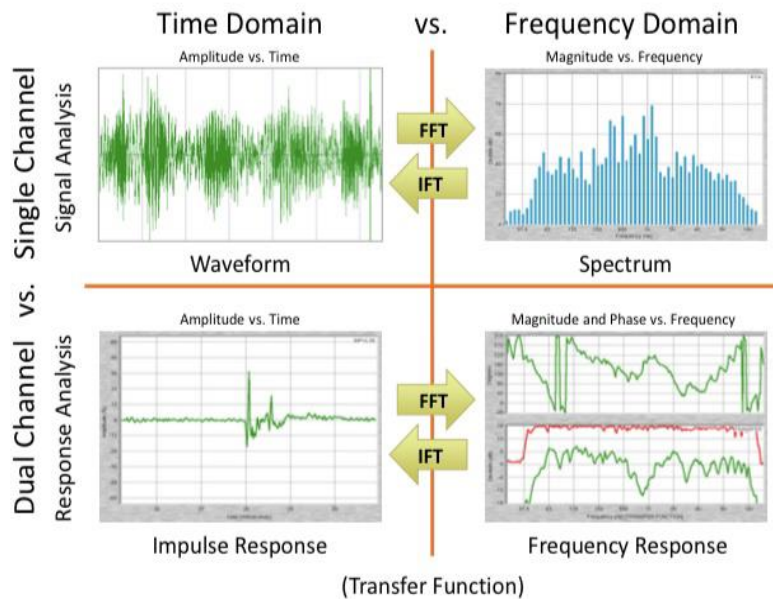 Time Domain vs. Frequency Domain
Amplitude vs. Time
Magnitude vs. Frequency
Single Channel
Signal Analysis
FFT
IFT
Waveform
Spectrum
vs.
Amplitude vs. Time
Magnitude and Phase vs. Frequency
Dual Channel
Response Analysis
FFT
IFT
Impulse Response
Frequency Response
(Transfer Function)